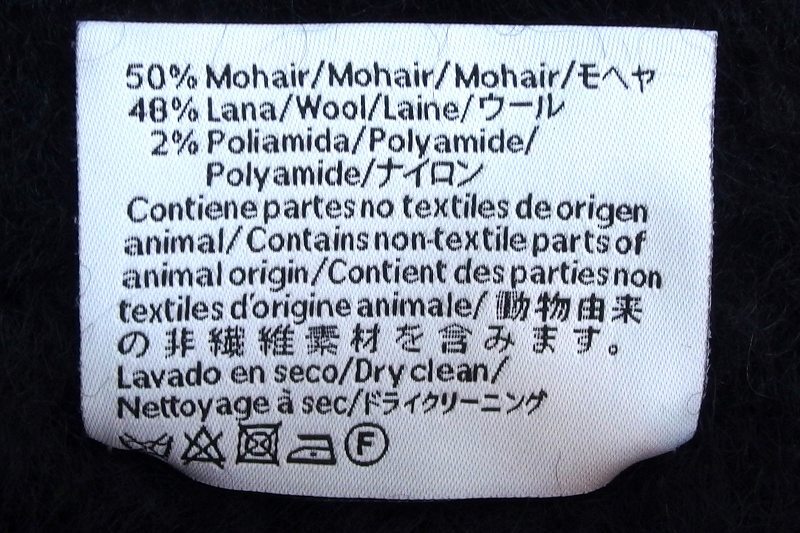 50% Mohair/Mohair/Mohair/モヘヤ
48% Lana/Wool/Laine/ウール
2% Poliamida/Polyamide/
Polyamide/ナイロン
Contiene partes no textiles de origen
animal/Contains non-textile parts of
animal origin/Contient des parties non
textiles d'origine animale/動物由来
の非繊維素材を含みます。
Lavado en seco/Dry clean/
Nettoyage à sec/ドライクリーニング
F